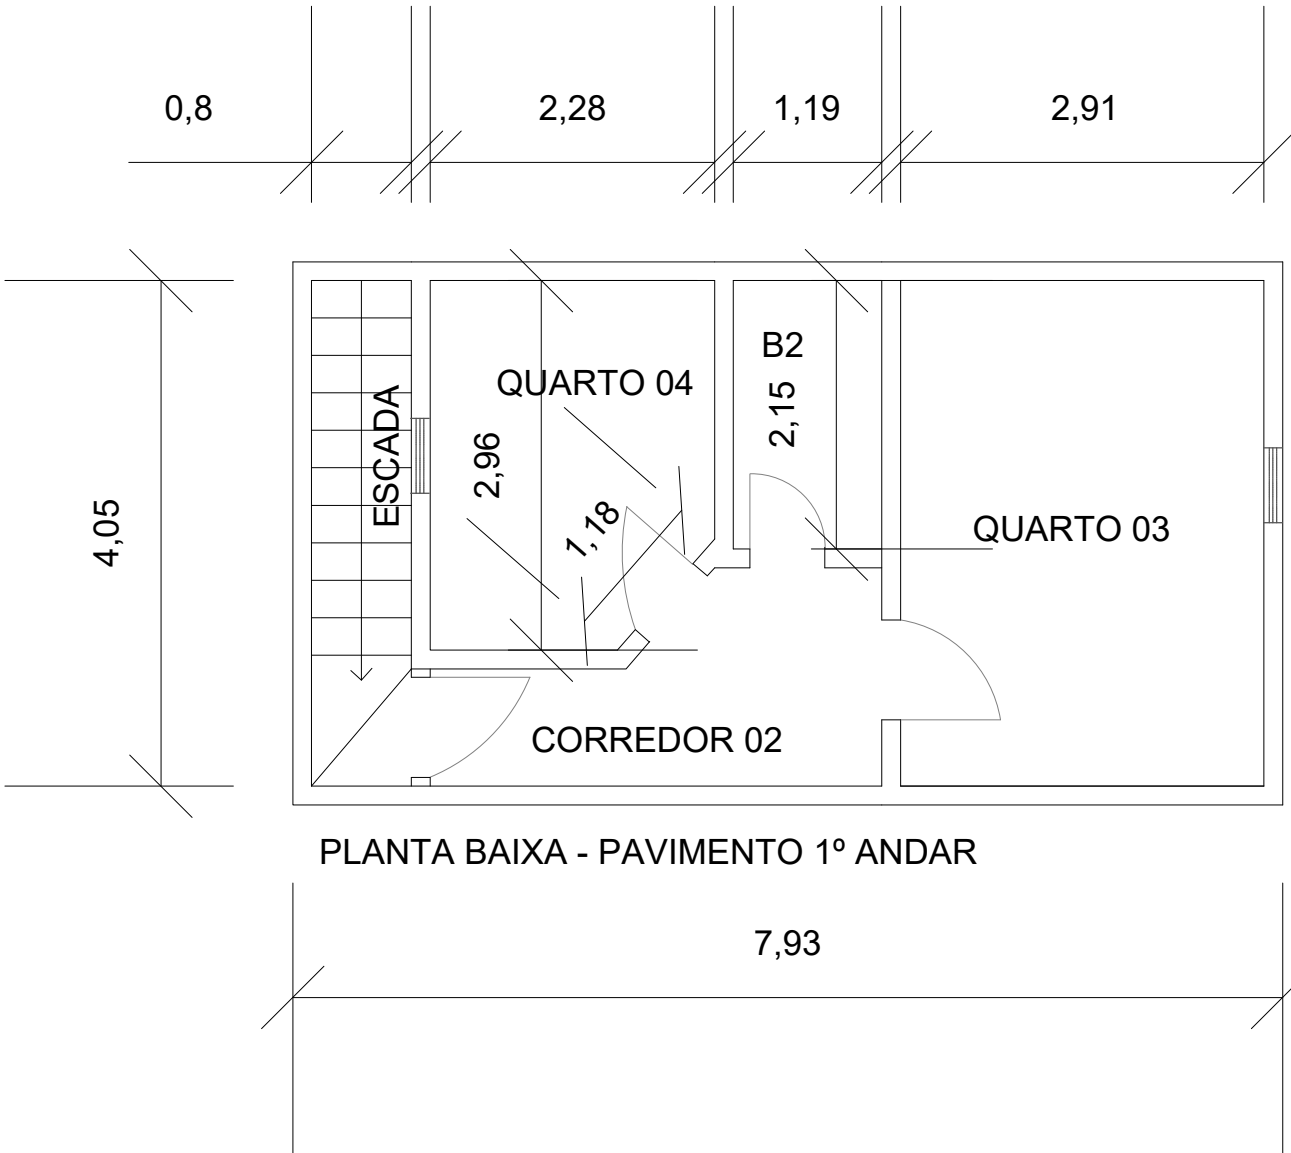 0,8
2,28
1,19
2,91
B2
QUARTO 04
2,15
ESCADA
2,96
4,05
1,18
QUARTO 03
CORREDOR 02
PLANTA BAIXA - PAVIMENTO 1º ANDAR
7,93